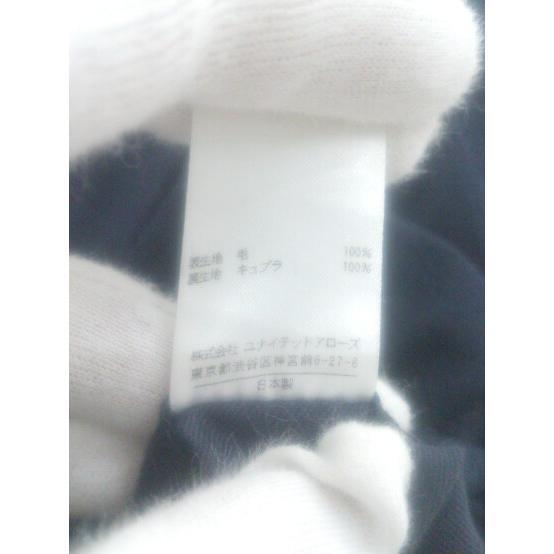 表生地 毛 100%
裏生地 キュプラ 100%
株式会社 ユナイテッドアローズ
東京都渋谷区神宮前6-27-8
日本製